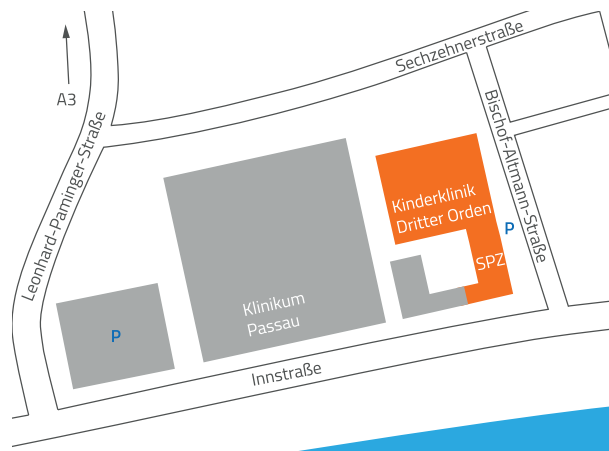 Sechzehnerstraße
A3
Bischof-Altmann-Straße
Leonhard-Paminger-Straße
Kinderklinik
Dritter Orden
P
SPZ
Klinikum
Passau
P
Innstraße